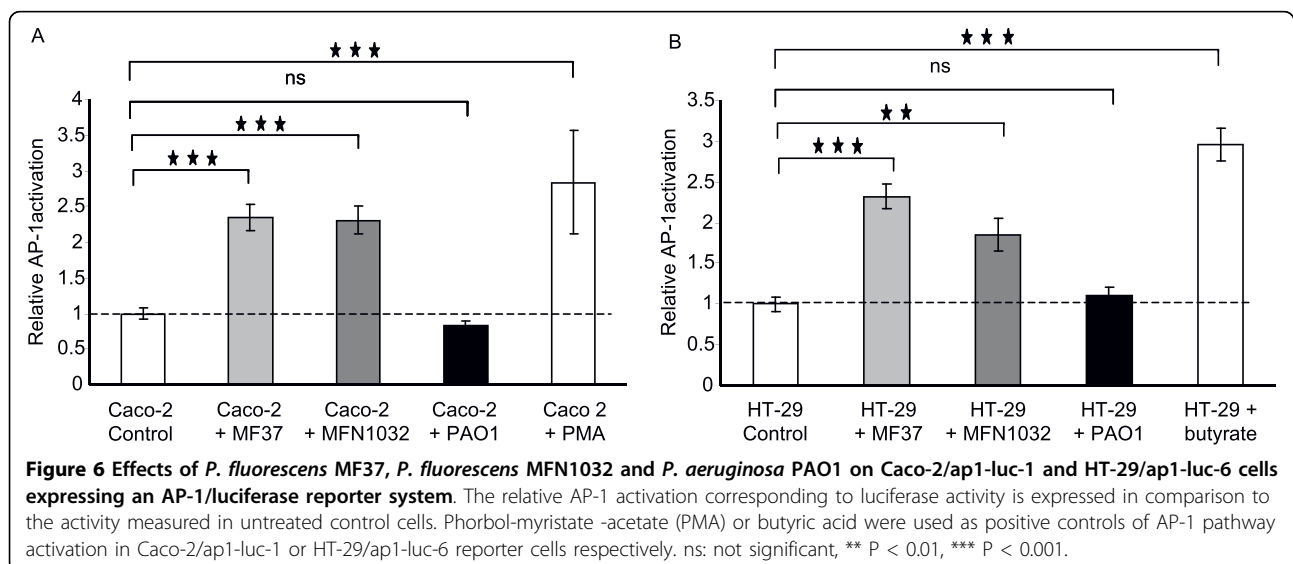 A
★ ★ ★
ns
★ ★ ★
★ ★ ★
Relative AP-1activation
4
3.5
3
2.5
2
1.5
1
0.5
0
Caco-2 Control
Caco-2 + MF37
Caco-2 + MFN1032
Caco-2 + PAO1
Caco 2 + PMA
B
★ ★ ★
ns
★ ★
★ ★ ★
Relative AP-1activation
3.5
3
2.5
2
1.5
1
0.5
0
HT-29 Control
HT-29 + MF37
HT-29 + MFN1032
HT-29 + PAO1
HT-29 + butyrate
Figure 6 Effects of P. fluorescens MF37, P. fluorescens MFN1032 and P. aeruginosa PAO1 on Caco-2/ap1-luc-1 and HT-29/ap1-luc-6 cells
expressing an AP-1/luciferase reporter system. The relative AP-1 activation corresponding to luciferase activity is expressed in comparison to
the activity measured in untreated control cells. Phorbol-myristate -acetate (PMA) or butyric acid were used as positive controls of AP-1 pathway
activation in Caco-2/ap1-luc-1 or HT-29/ap1-luc-6 reporter cells respectively. ns: not significant, ** P < 0.01, *** P < 0.001.